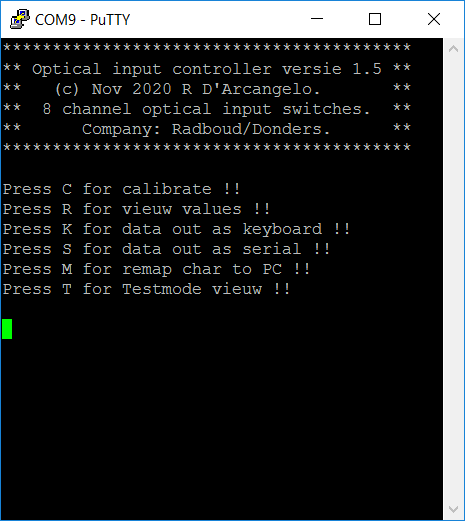 COM9 - PuTTY
*****************************************
** Optical input controller versie 1.5 **
**   (c) Nov 2020 R D'Arcangelo.       **
**  8 channel optical input switches.  **
**      Company: Radboud/Donders.      **
*****************************************
Press C for calibrate !!
Press R for vieuw values !!
Press K for data out as keyboard !!
Press S for data out as serial !!
Press M for remap char to PC !!
Press T for Testmode vieuw !!